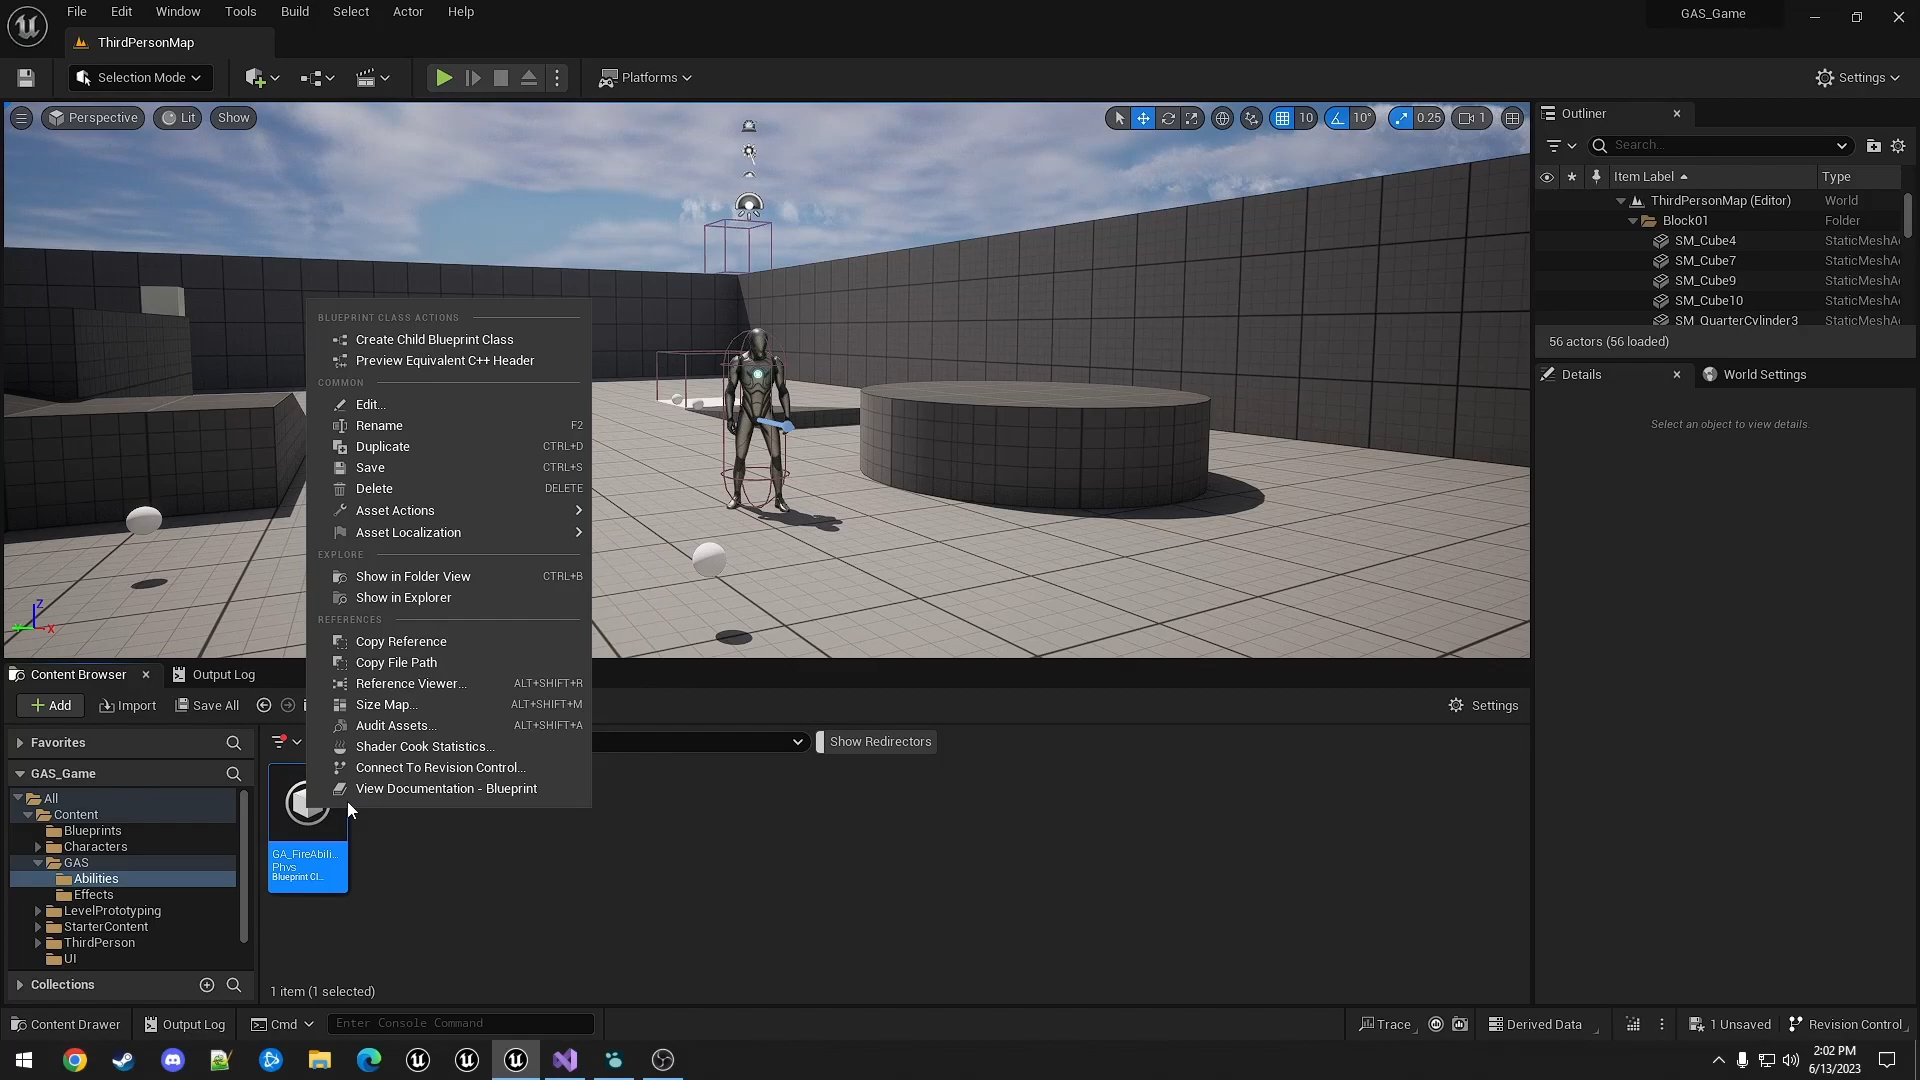 File Edit Window Tools Build Select Actor Help
GAS_Game
ThirdPersonMap
Selection Mode
Platforms
Settings
Perspective Lit Show
10 10° 0.25 1
Outliner
Search...
Item Label Type
ThirdPersonMap (Editor) World
Block01 Folder
SM_Cube4 StaticMeshA
SM_Cube7 StaticMeshA
SM_Cube9 StaticMeshA
SM_Cube10 StaticMeshA
SM_QuarterCylinder3 StaticMeshA
56 actors (56 loaded)
Details World Settings
Select an object to view details.
BLUEPRINT CLASS ACTIONS
Create Child Blueprint Class
Preview Equivalent C++ Header
COMMON
Edit...
Rename F2
Duplicate CTRL+D
Save CTRL+S
Delete DELETE
Asset Actions
Asset Localization
EXPLORE
Show in Folder View CTRL+B
Show in Explorer
REFERENCES
Copy Reference
Copy File Path
Reference Viewer... ALT+SHIFT+R
Size Map... ALT+SHIFT+M
Audit Assets... ALT+SHIFT+A
Shader Cook Statistics...
Connect To Revision Control...
View Documentation - Blueprint
Z
X
Content Browser Output Log
Add Import Save All
Settings
Favorites
GAS_Game
All
Content
Blueprints
Characters
GAS
Abilities
Effects
LevelPrototyping
StarterContent
ThirdPerson
UI
Collections
Show Redirectors
GA_FireAbili...
Phys
Blueprint Cl...
1 item (1 selected)
Content Drawer Output Log Cmd Enter Console Command
Trace Derived Data 1 Unsaved Revision Control
2:02 PM
6/13/2023